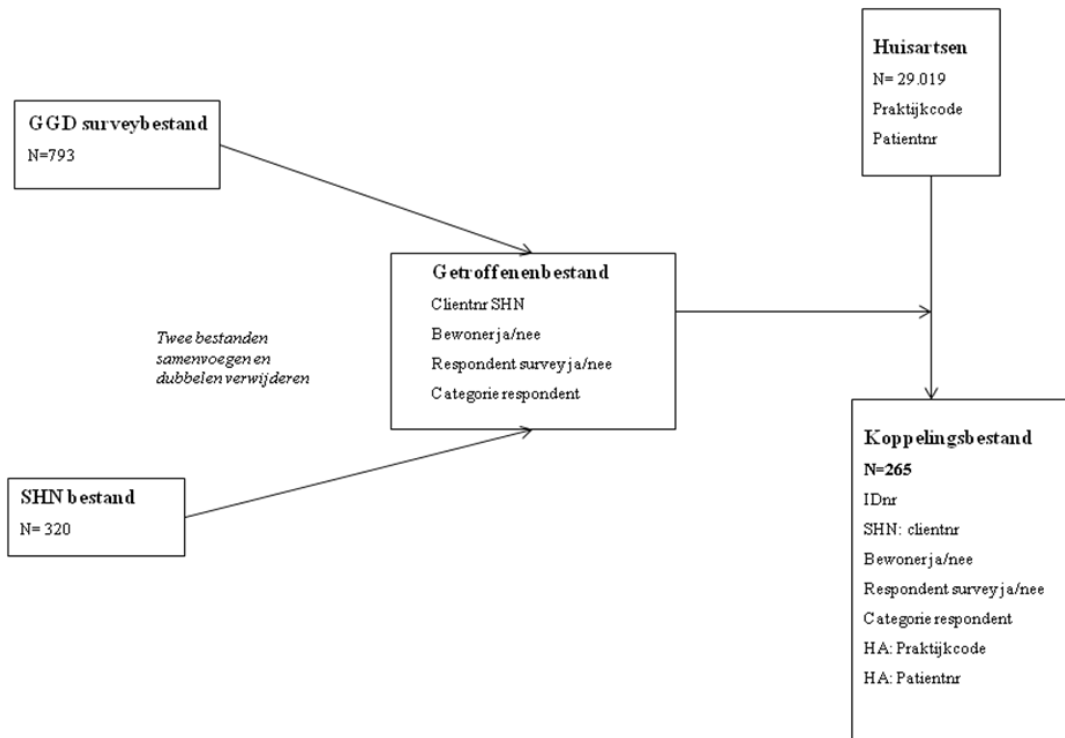 GGD surveybestand
N=793
Twee bestanden
samenvoegen en
dubbelen verwijderen
SHN bestand
N= 320
Getroffenenbestand
Clientnr SHN
Bewoner ja/nee
Respondent survey ja/nee
Categorie respondent
Huisartsen
N= 29.019
Praktijkcode
Patientnr
Koppelingsbestand
N=265
IDnr
SHN: clientnr
Bewoner ja/nee
Respondent survey ja/nee
Categorie respondent
HA: Praktijkcode
HA: Patientnr